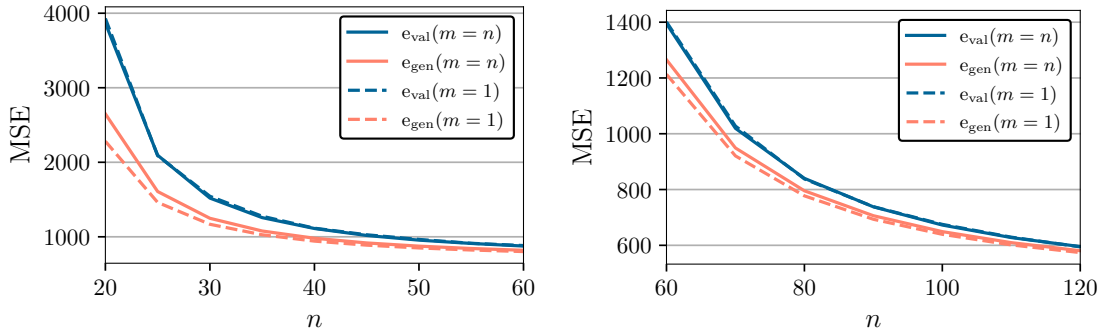 4000
3000
2000
1000
MSE
20
30
40
50
60
n
e_val(m = n)
e_gen(m = n)
e_val(m = 1)
e_gen(m = 1)
1400
1200
1000
800
600
MSE
60
80
100
120
n
e_val(m = n)
e_gen(m = n)
e_val(m = 1)
e_gen(m = 1)